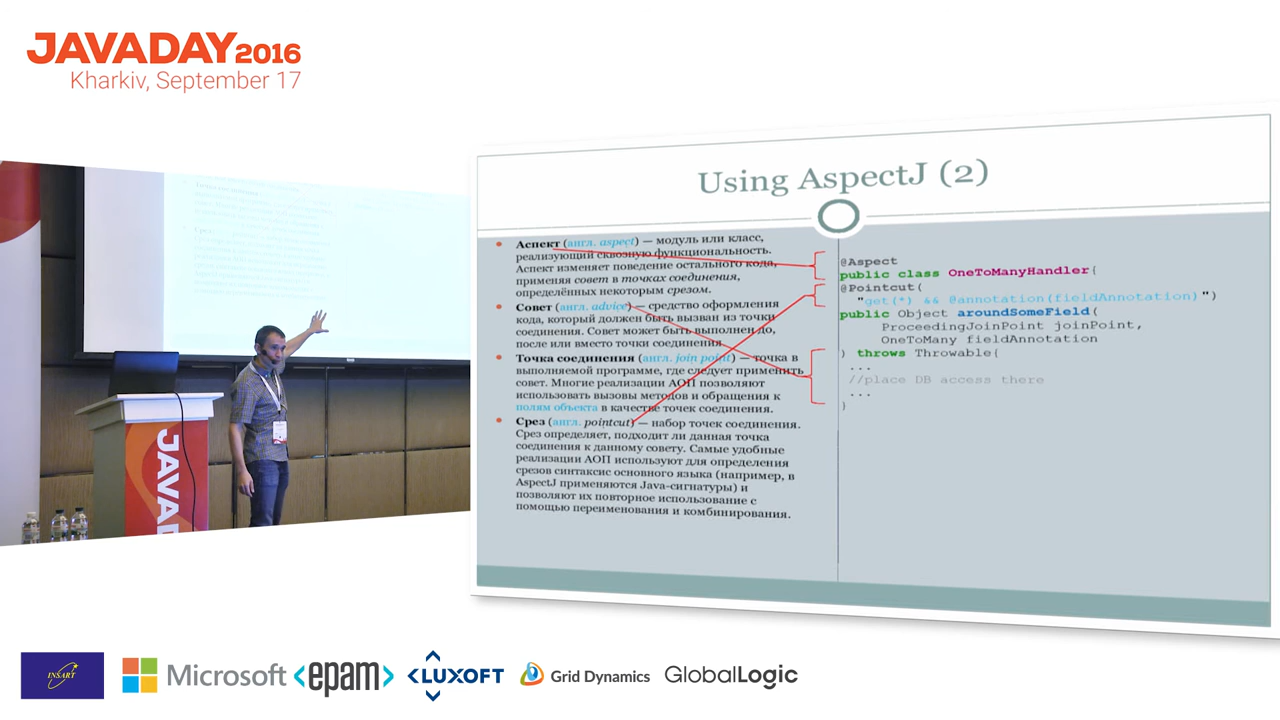 JAVADAY2016
Kharkiv, September 17
JAVA
Using AspectJ (2)
Аспект (англ. aspect) — модуль или класс,
реализующий сквозную функциональность.
Аспект изменяет поведение остального кода,
применяя совет в точках соединения,
определённых некоторым срезом.
Совет (англ. advice) — средство оформления
кода, который должен быть вызван из точки
соединения. Совет может быть выполнен до,
после или вместо точки соединения.
Точка соединения (англ. join point) — точка в
выполняемой программе, где следует применить
совет. Многие реализации АОП позволяют
использовать вызовы методов и обращения к
полям объекта в качестве точек соединения.
Срез (англ. pointcut) — набор точек соединения.
Срез определяет, подходит ли данная точка
соединения к данному совету. Самые удобные
реализации АОП используют для определения
срезов синтаксис основного языка (например, в
AspectJ применяются Java-сигнатуры) и
позволяют их повторное использование с
помощью переименования и комбинирования.
@Aspect
public class OneToManyHandler{
@Pointcut(
"get(*) && @annotation(fieldAnnotation)")
public Object aroundSomeField(
ProceedingJoinPoint joinPoint,
OneToMany fieldAnnotation
) throws Throwable{
...
//place DB access there
...
}
INSART
Microsoft
<epam>
LUXOFT
Grid Dynamics
GlobalLogic